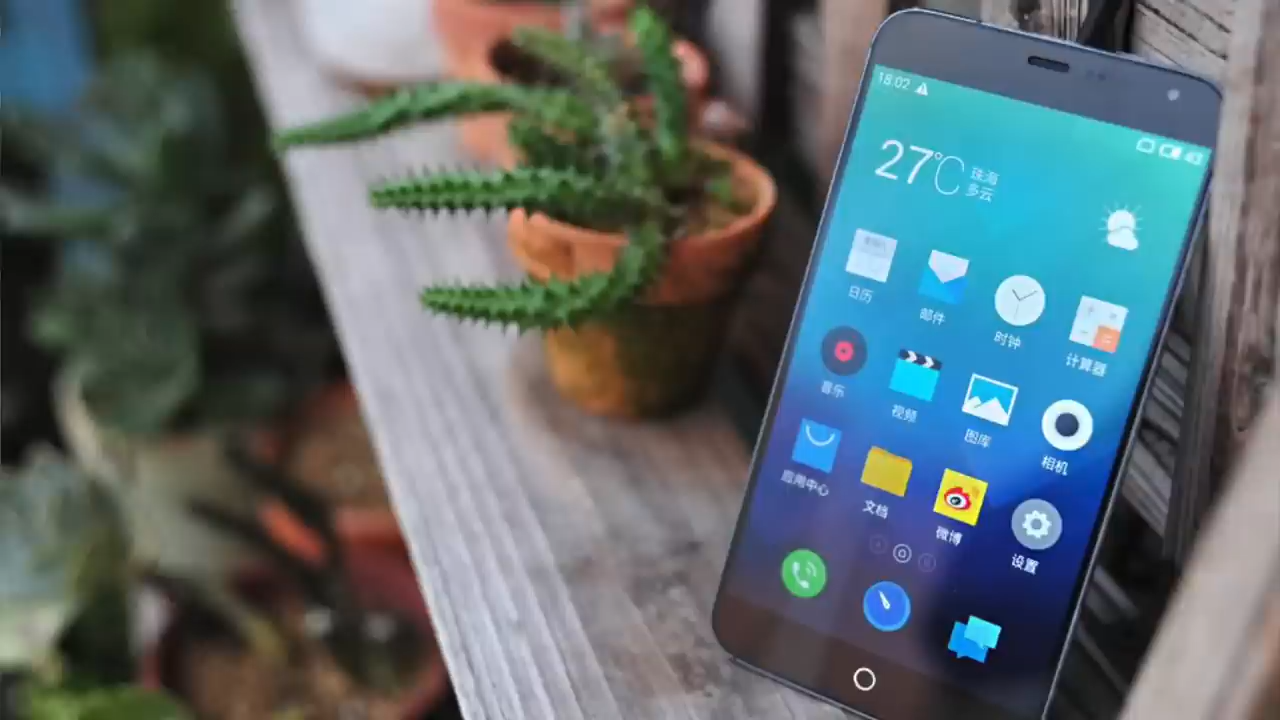 18:02
43
27℃
珠海
多云
日历
邮件
时钟
计算器
音乐
视频
图库
相机
应用中心
文档
微博
设置